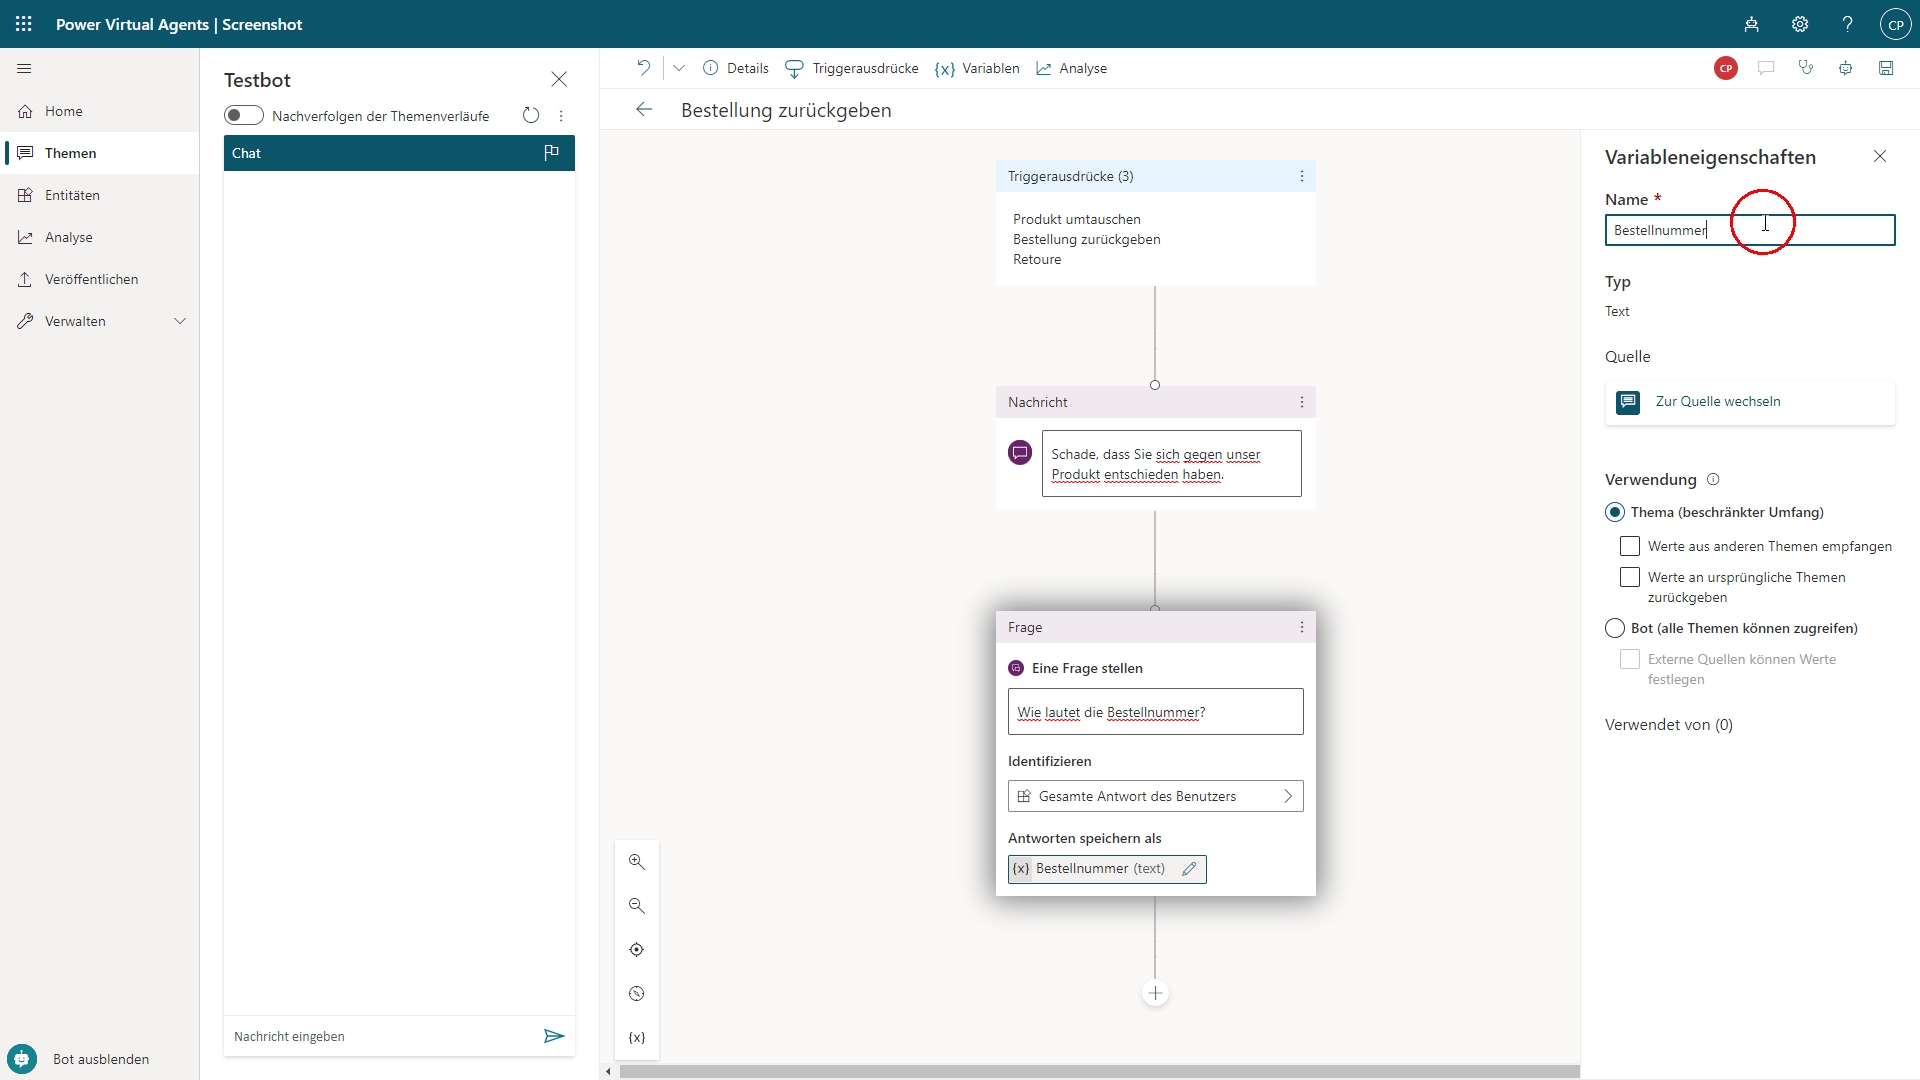 Power Virtual Agents | Screenshot
CP
Home
Themen
Entitäten
Analyse
Veröffentlichen
Verwalten
Bot ausblenden
Testbot
Nachverfolgen der Themenverläufe
Chat
Nachricht eingeben
Details
Triggerausdrücke
{x} Variablen
Analyse
CP
Bestellung zurückgeben
Triggerausdrücke (3)
Produkt umtauschen
Bestellung zurückgeben
Retoure
Nachricht
Schade, dass Sie sich gegen unser
Produkt entschieden haben.
Frage
Eine Frage stellen
Wie lautet die Bestellnummer?
Identifizieren
Gesamte Antwort des Benutzers
Antworten speichern als
{x} Bestellnummer (text)
{x}
Variableneigenschaften
Name *
Bestellnummer
Typ
Text
Quelle
Zur Quelle wechseln
Verwendung
Thema (beschränkter Umfang)
Werte aus anderen Themen empfangen
Werte an ursprüngliche Themen
zurückgeben
Bot (alle Themen können zugreifen)
Externe Quellen können Werte
festlegen
Verwendet von (0)